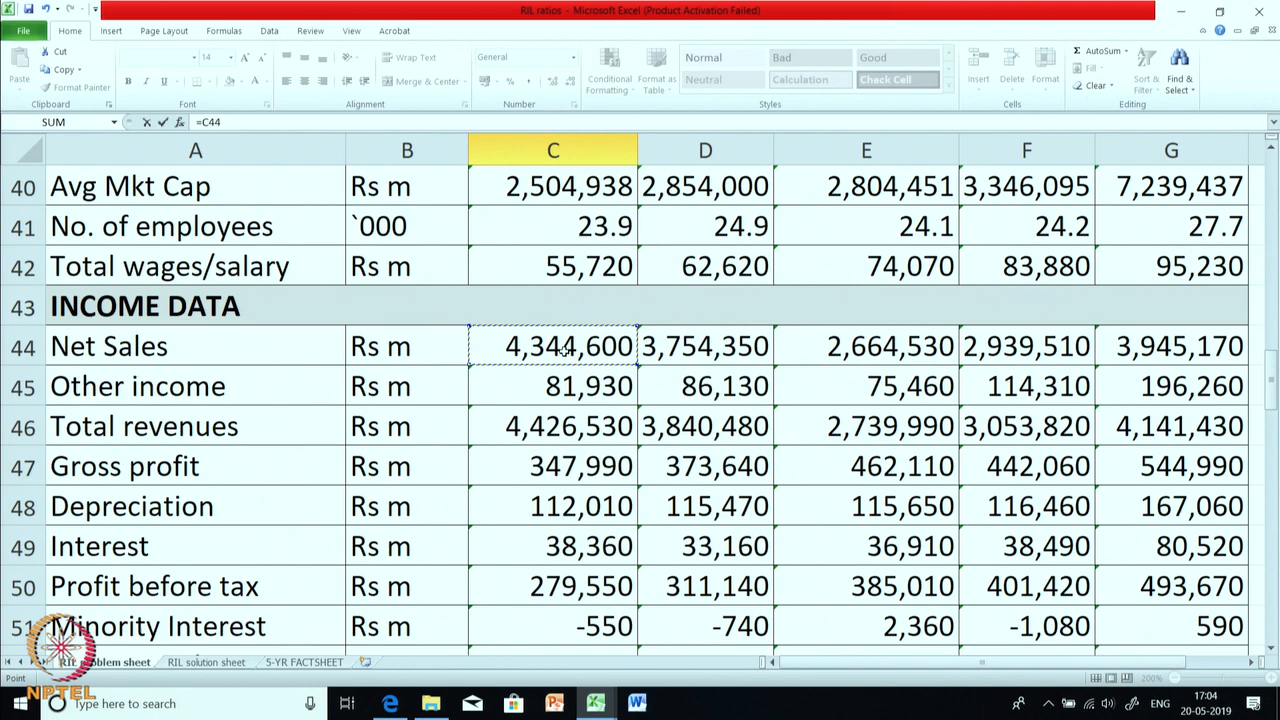 RIL ratios - Microsoft Excel (Product Activation Failed)
File Home Insert Page Layout Formulas Data Review View Acrobat
Paste
Cut
Copy
Format Painter
Clipboard
14 A A
B I U A
Font
Wrap Text
Merge & Center
Alignment
General
% ,
Number
Conditional Formatting
Format as Table
Normal Bad Good
Neutral Calculation Check Cell
Styles
Insert Delete Format
Cells
Σ AutoSum
Fill
Clear
Sort & Filter
Find & Select
Editing
SUM fx =C44
A B C D E F G
40 Avg Mkt Cap Rs m 2,504,938 2,854,000 2,804,451 3,346,095 7,239,437
41 No. of employees `000 23.9 24.9 24.1 24.2 27.7
42 Total wages/salary Rs m 55,720 62,620 74,070 83,880 95,230
43 INCOME DATA
44 Net Sales Rs m 4,344,600 3,754,350 2,664,530 2,939,510 3,945,170
45 Other income Rs m 81,930 86,130 75,460 114,310 196,260
46 Total revenues Rs m 4,426,530 3,840,480 2,739,990 3,053,820 4,141,430
47 Gross profit Rs m 347,990 373,640 462,110 442,060 544,990
48 Depreciation Rs m 112,010 115,470 115,650 116,460 167,060
49 Interest Rs m 38,360 33,160 36,910 38,490 80,520
50 Profit before tax Rs m 279,550 311,140 385,010 401,420 493,670
51 Minority Interest Rs m -550 -740 2,360 -1,080 590
RIL problem sheet RIL solution sheet 5-YR FACTSHEET
Point 200%
NPTEL
Type here to search
ENG
17:04
20-05-2019